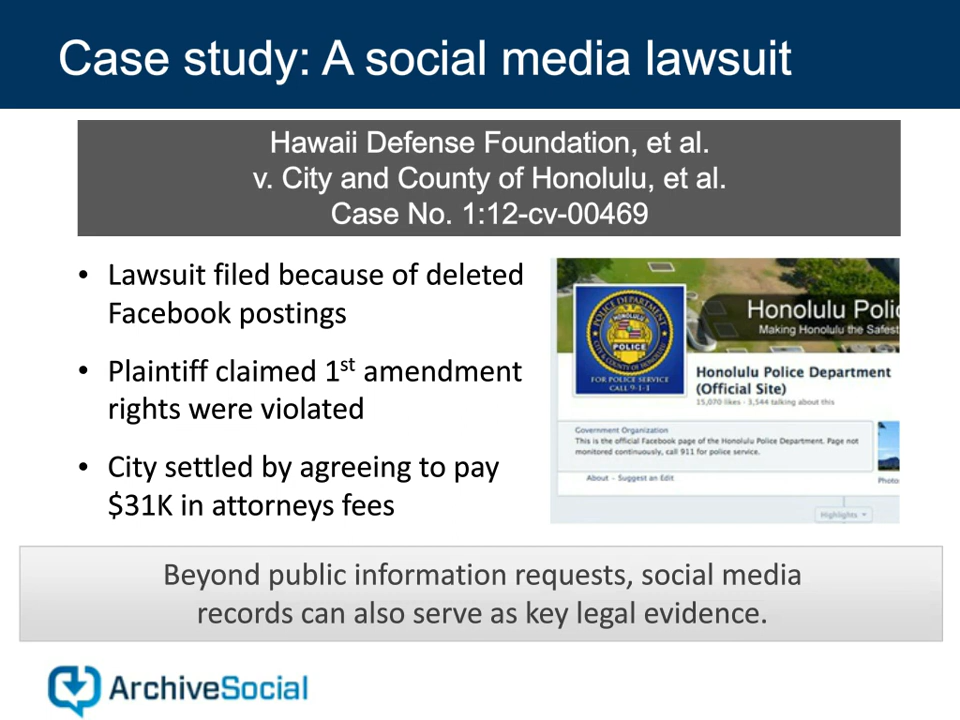 Case study: A social media lawsuit
Hawaii Defense Foundation, et al.
v. City and County of Honolulu, et al.
Case No. 1:12-cv-00469
• Lawsuit filed because of deleted
Facebook postings
• Plaintiff claimed 1st amendment
rights were violated
• City settled by agreeing to pay
$31K in attorneys fees
Honolulu Polic
Making Honolulu the Safest
POLICE DEPARTMENT
HONOLULU
POLICE
CITY & COUNTY OF HONOLULU
FOR POLICE SERVICE
CALL 9-1-1
Honolulu Police Department
(Official Site)
15,070 likes · 3,544 talking about this
Government Organization
This is the official Facebook page of the Honolulu Police Department. Page not
monitored continuously, call 911 for police service.
About - Suggest an Edit
Photo
Highlights
Beyond public information requests, social media
records can also serve as key legal evidence.
ArchiveSocial